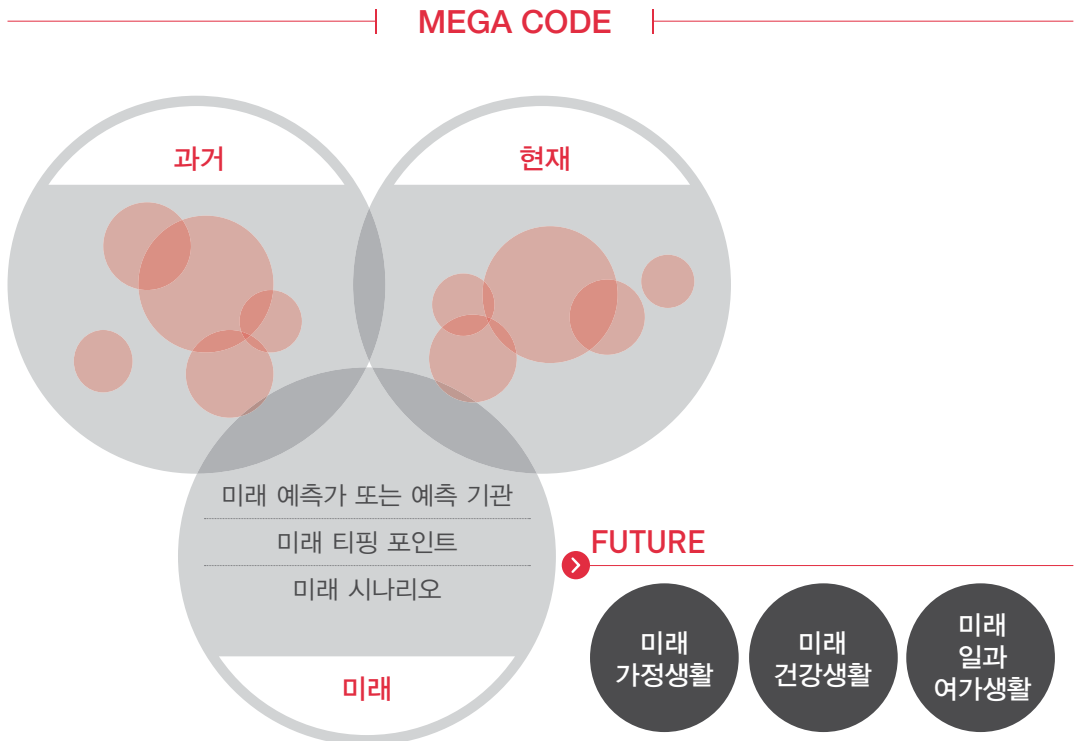 MEGA CODE
과거
현재
미래 예측가 또는 예측 기관
미래 티핑 포인트
미래 시나리오
미래
FUTURE
미래
가정생활
미래
건강생활
미래
일과
여가생활